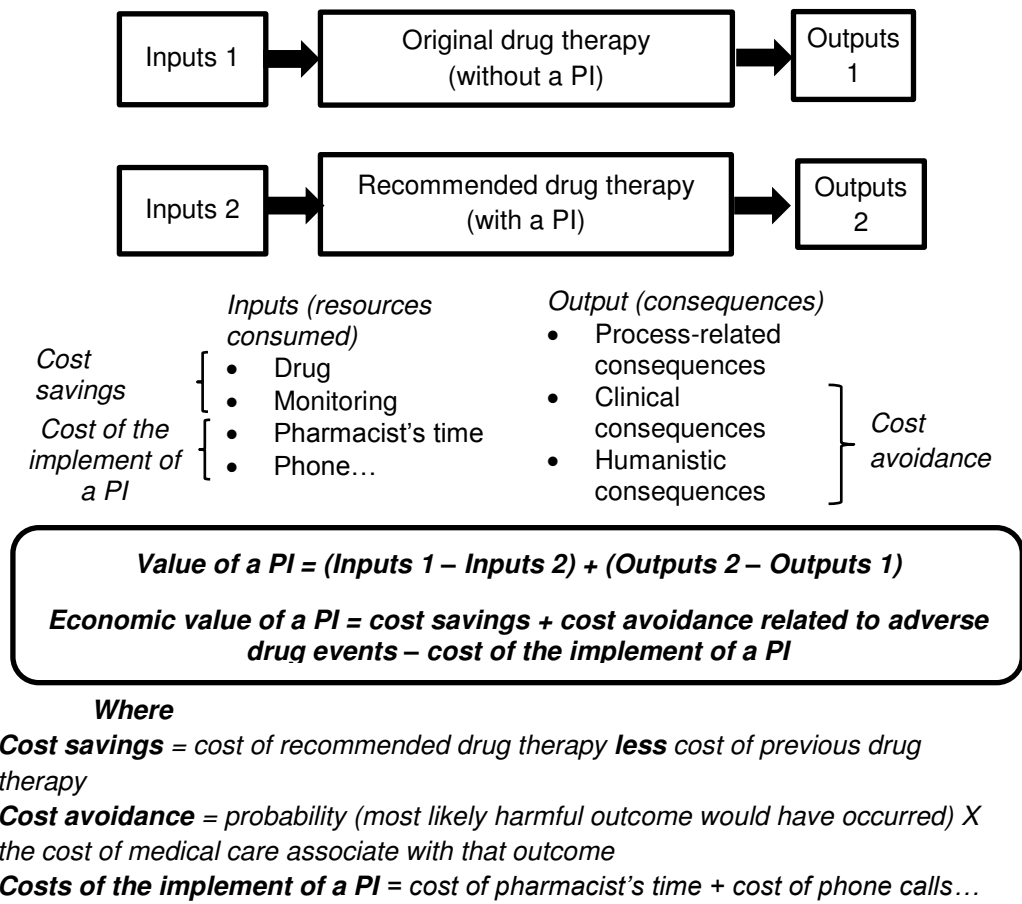 Inputs 1
Original drug therapy
(without a PI)
Outputs
1
Inputs 2
Recommended drug therapy
(with a PI)
Outputs
2
Inputs (resources
consumed)
• Drug
• Monitoring
• Pharmacist's time
• Phone…
Cost
savings
Cost of the
implement of
a PI
Output (consequences)
• Process-related
consequences
• Clinical
consequences
• Humanistic
consequences
Cost
avoidance
Value of a PI = (Inputs 1 – Inputs 2) + (Outputs 2 – Outputs 1)
Economic value of a PI = cost savings + cost avoidance related to adverse
drug events – cost of the implement of a PI
Where
Cost savings = cost of recommended drug therapy less cost of previous drug
therapy
Cost avoidance = probability (most likely harmful outcome would have occurred) X
the cost of medical care associate with that outcome
Costs of the implement of a PI = cost of pharmacist's time + cost of phone calls…